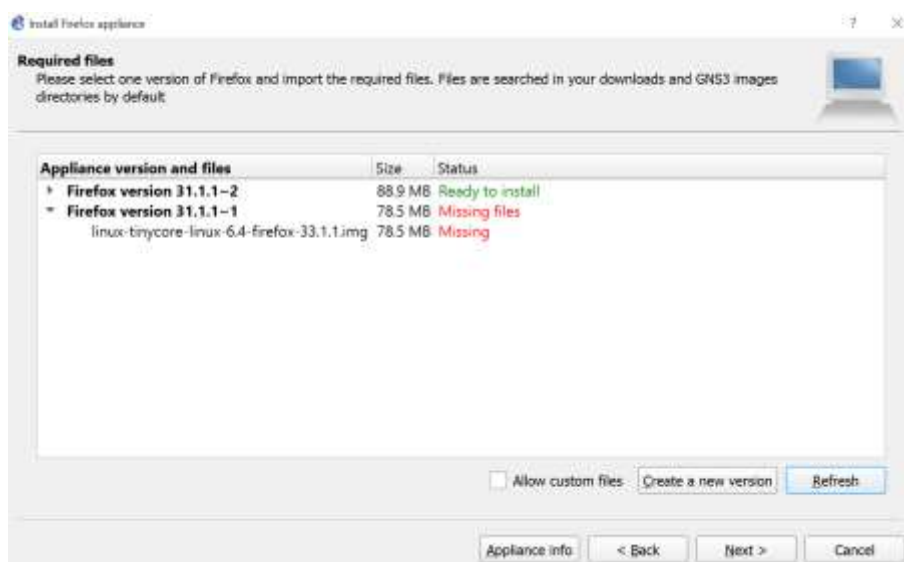 Install Firefox appliance
Required files
Please select one version of Firefox and import the required files. Files are searched in your downloads and GNS3 images
directories by default
Appliance version and files Size Status
Firefox version 31.1.1~2 88.9 MB Ready to install
Firefox version 31.1.1~1 78.5 MB Missing files
linux-tinycore-linux-6.4-firefox-33.1.1.img 78.5 MB Missing
Allow custom files Create a new version Refresh
Appliance info < Back Next > Cancel